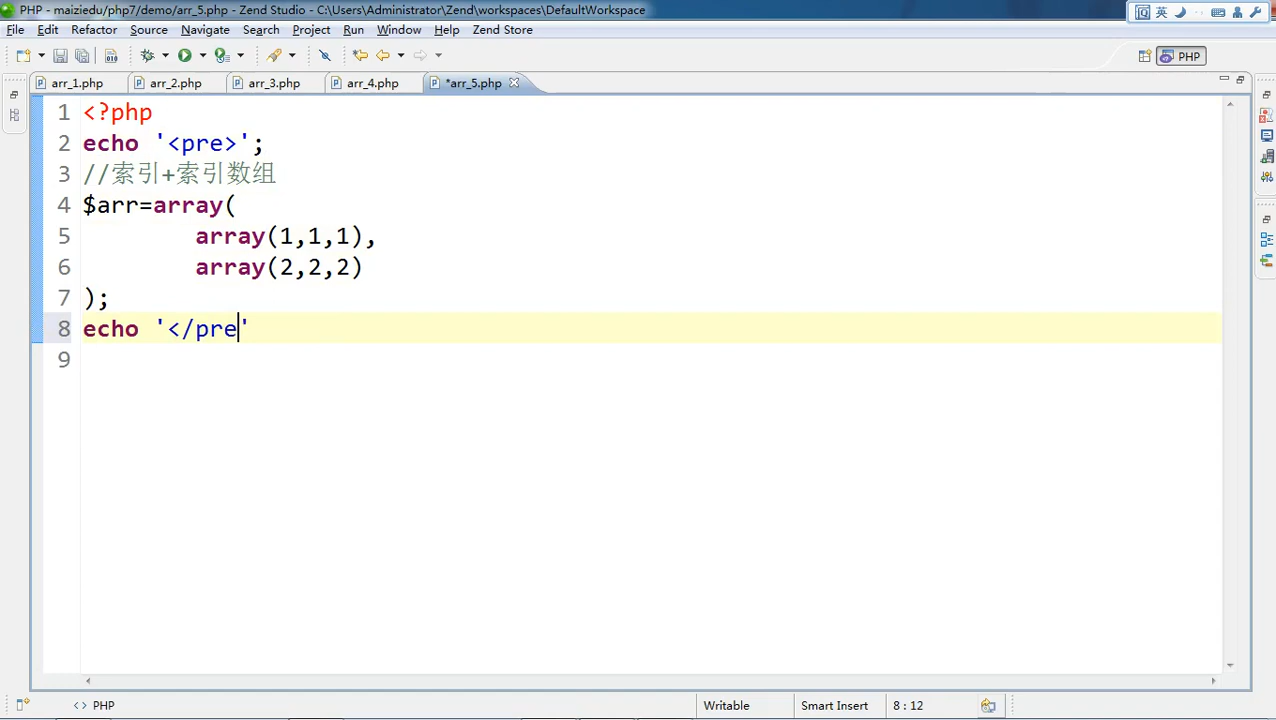 PHP - maiziedu/php7/demo/arr_5.php - Zend Studio - C:\Users\Administrator\Zend\workspaces\DefaultWorkspace
英
File Edit Refactor Source Navigate Search Project Run Window Help Zend Store
PHP
arr_1.php arr_2.php arr_3.php arr_4.php *arr_5.php
1 <?php
2 echo '<pre>';
3 //索引+索引数组
4 $arr=array(
5 array(1,1,1),
6 array(2,2,2)
7 );
8 echo '</pre'
9
<> PHP Writable Smart Insert 8 : 12